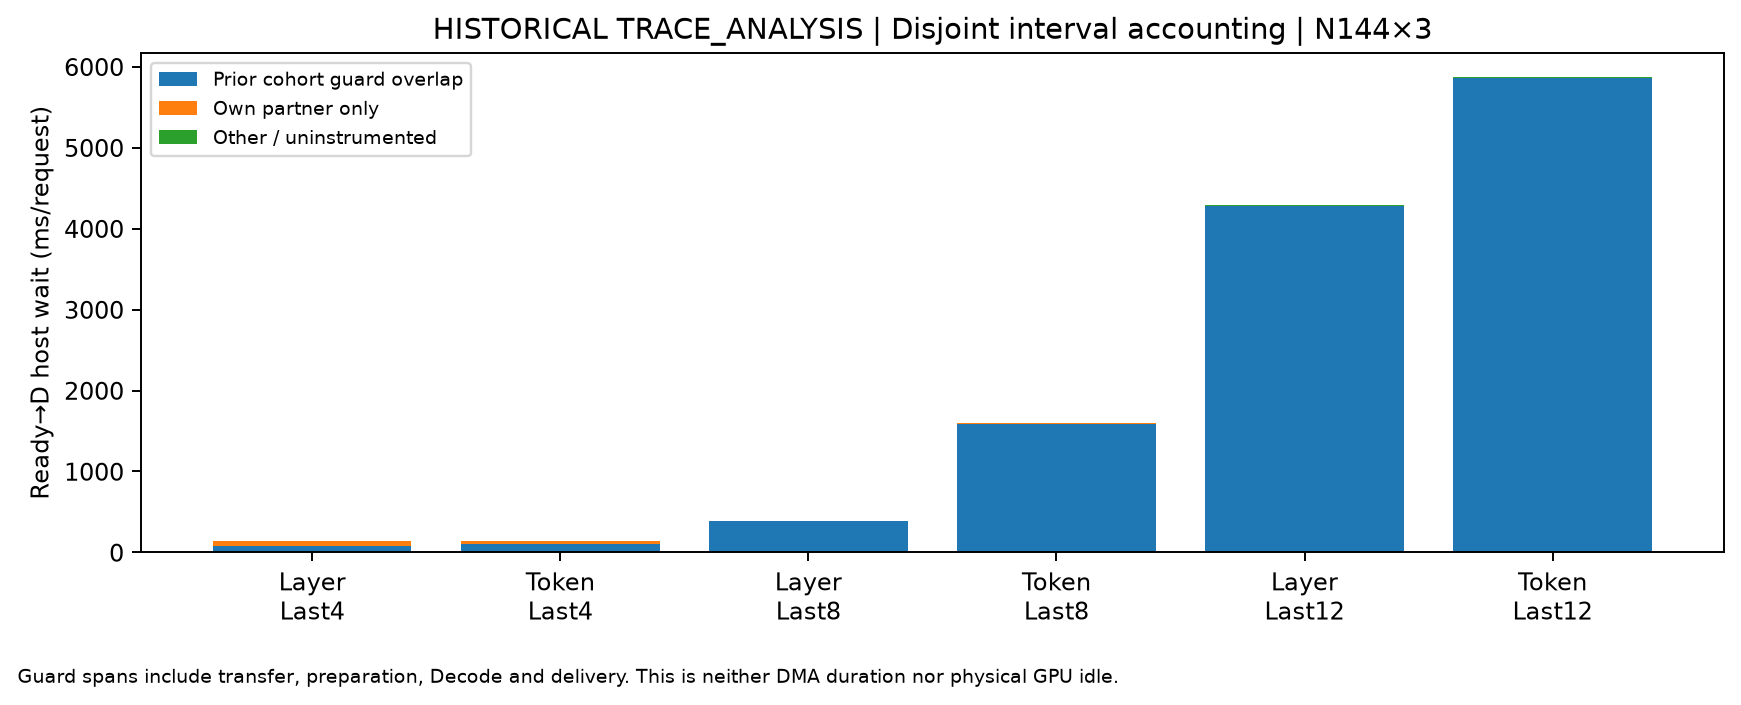 HISTORICAL TRACE_ANALYSIS | Disjoint interval accounting | N144×3
Ready→D host wait (ms/request)
6000
5000
4000
3000
2000
1000
0
Prior cohort guard overlap
Own partner only
Other / uninstrumented
Layer
Last4
Token
Last4
Layer
Last8
Token
Last8
Layer
Last12
Token
Last12
Guard spans include transfer, preparation, Decode and delivery. This is neither DMA duration nor physical GPU idle.